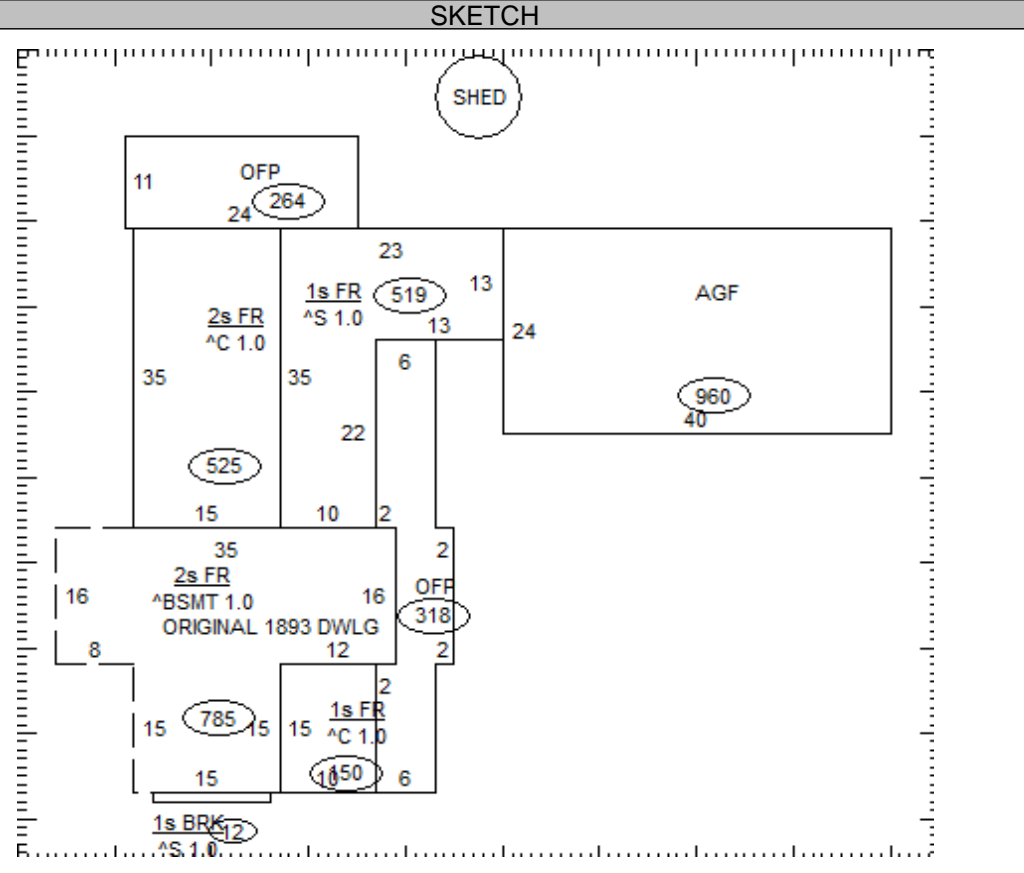 SKETCH
SHED
OFP
11
264
24
23
1s FR
519
13
^S 1.0
13
AGF
24
2s FR
^C 1.0
6
35
35
960
40
22
525
15
10
2
35
2
2s FR
16
^BSMT 1.0
16
OFP
318
ORIGINAL 1893 DWLG
8
12
2
2
785
15
15
15
1s FR
^C 1.0
15
10
150
6
1s BRK
12
^S 1.0